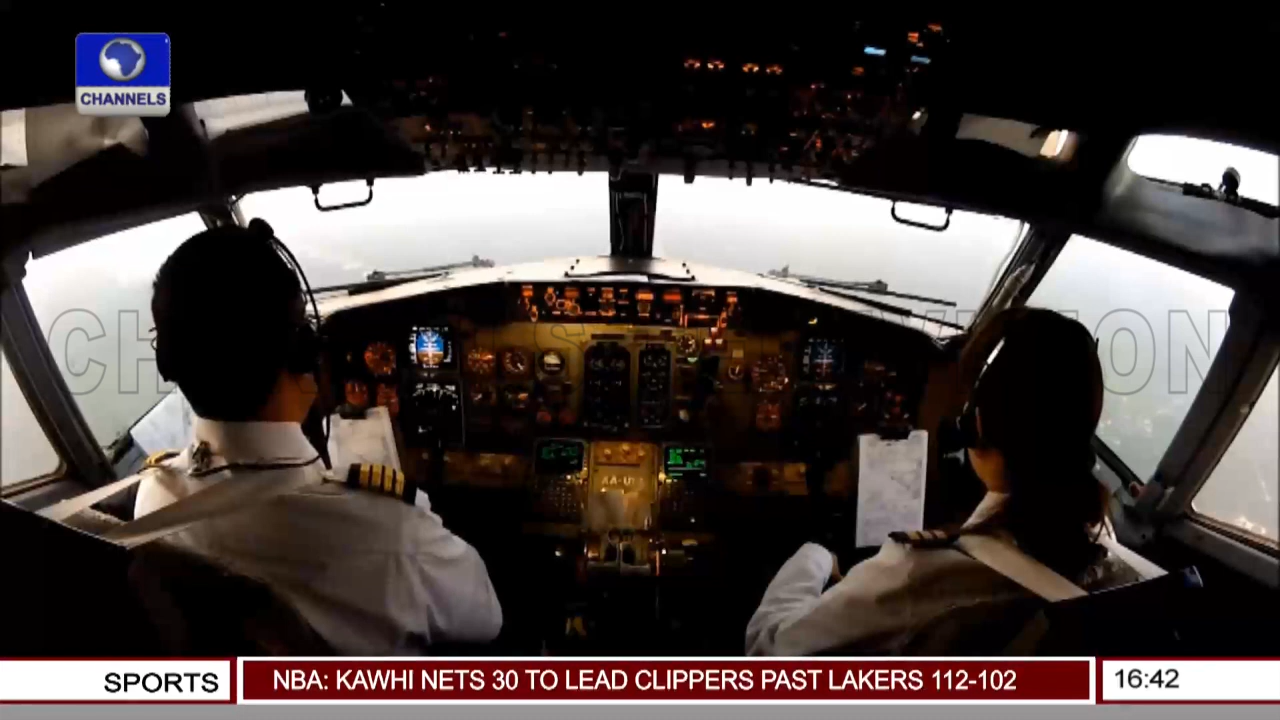 CHANNELS
SPORTS
NBA: KAWHI NETS 30 TO LEAD CLIPPERS PAST LAKERS 112-102
16:42